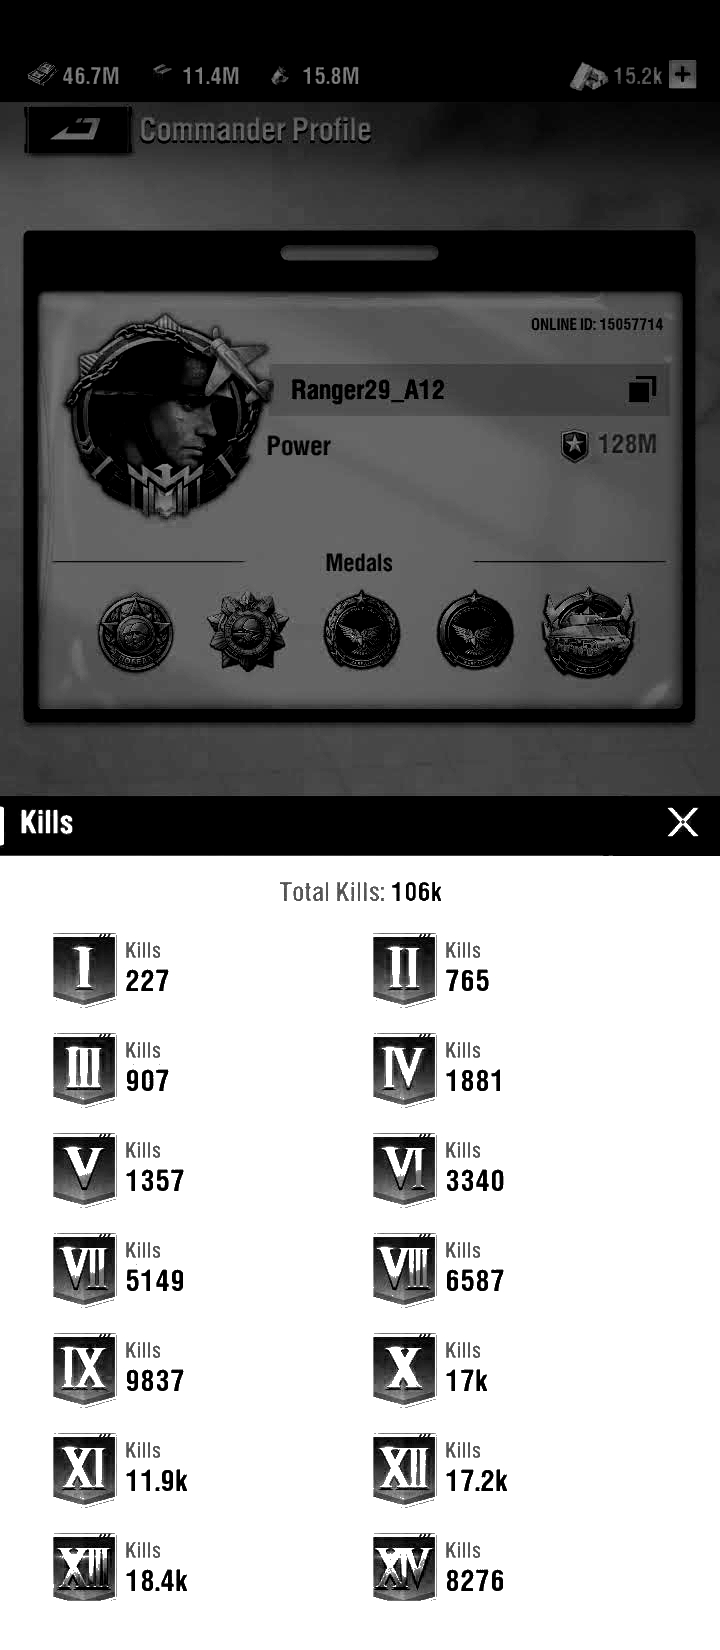 46.7M 11.4M 15.8M 15.2k
Commander Profile
ONLINE ID: 15057714
Ranger29_A12
Power 128M
Medals
Kills
Total Kills: 106k
I Kills 227
II Kills 765
III Kills 907
IV Kills 1881
V Kills 1357
VI Kills 3340
VII Kills 5149
VIII Kills 6587
IX Kills 9837
X Kills 17k
XI Kills 11.9k
XII Kills 17.2k
XIII Kills 18.4k
XIV Kills 8276